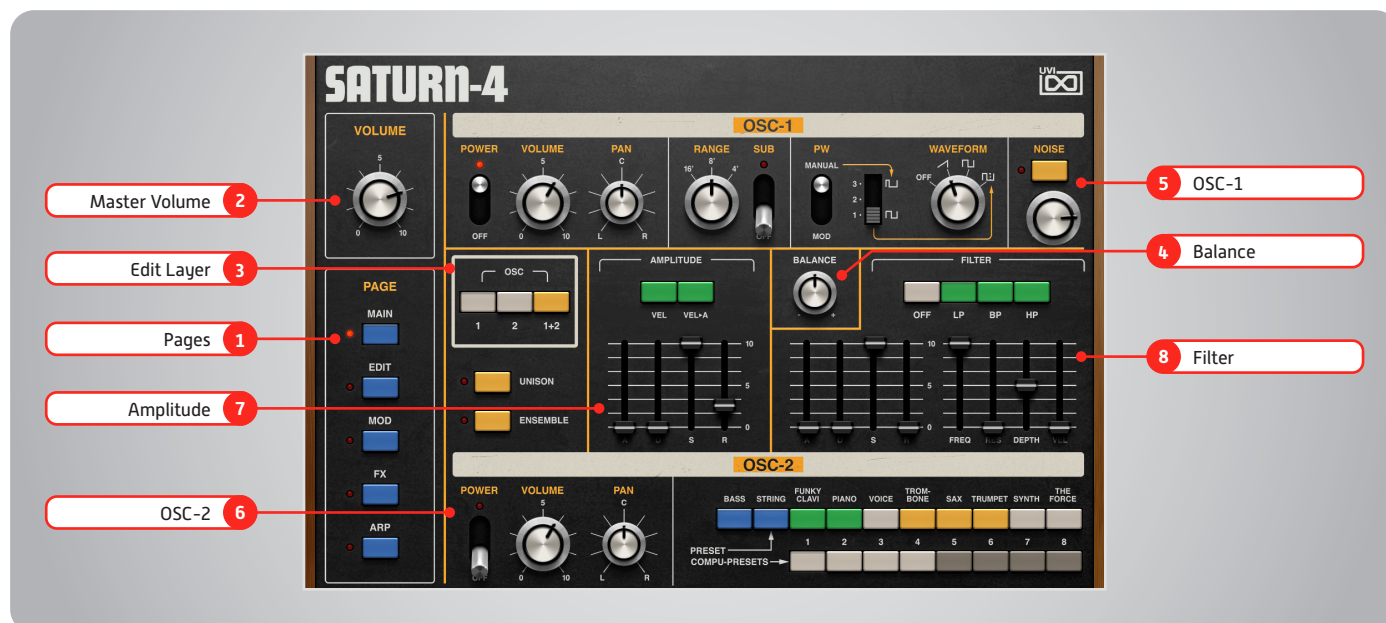 SATURN-4
UVI
VOLUME
5
0 10
Master Volume 2
Edit Layer 3
Pages 1
Amplitude 7
OSC-2 6
5 OSC-1
4 Balance
8 Filter
PAGE
MAIN
EDIT
MOD
FX
ARP
OSC-1
POWER
OFF
VOLUME
5
0 10
PAN
C
L R
RANGE
16' 8' 4'
SUB
OFF
PW
MANUAL
MOD
3
2
1
WAVEFORM
OFF
NOISE
OSC
1 2 1+2
UNISON
ENSEMBLE
AMPLITUDE
VEL VEL▸A
10
5
0
A D S R
BALANCE
- +
FILTER
OFF LP BP HP
10
5
0
A D S R
FREQ RES DEPTH VEL
OSC-2
POWER
OFF
VOLUME
5
0 10
PAN
C
L R
BASS STRING FUNKY CLAVI PIANO VOICE TROM-BONE SAX TRUMPET SYNTH THE FORCE
1 2 3 4 5 6 7 8
PRESET
COMPU-PRESETS